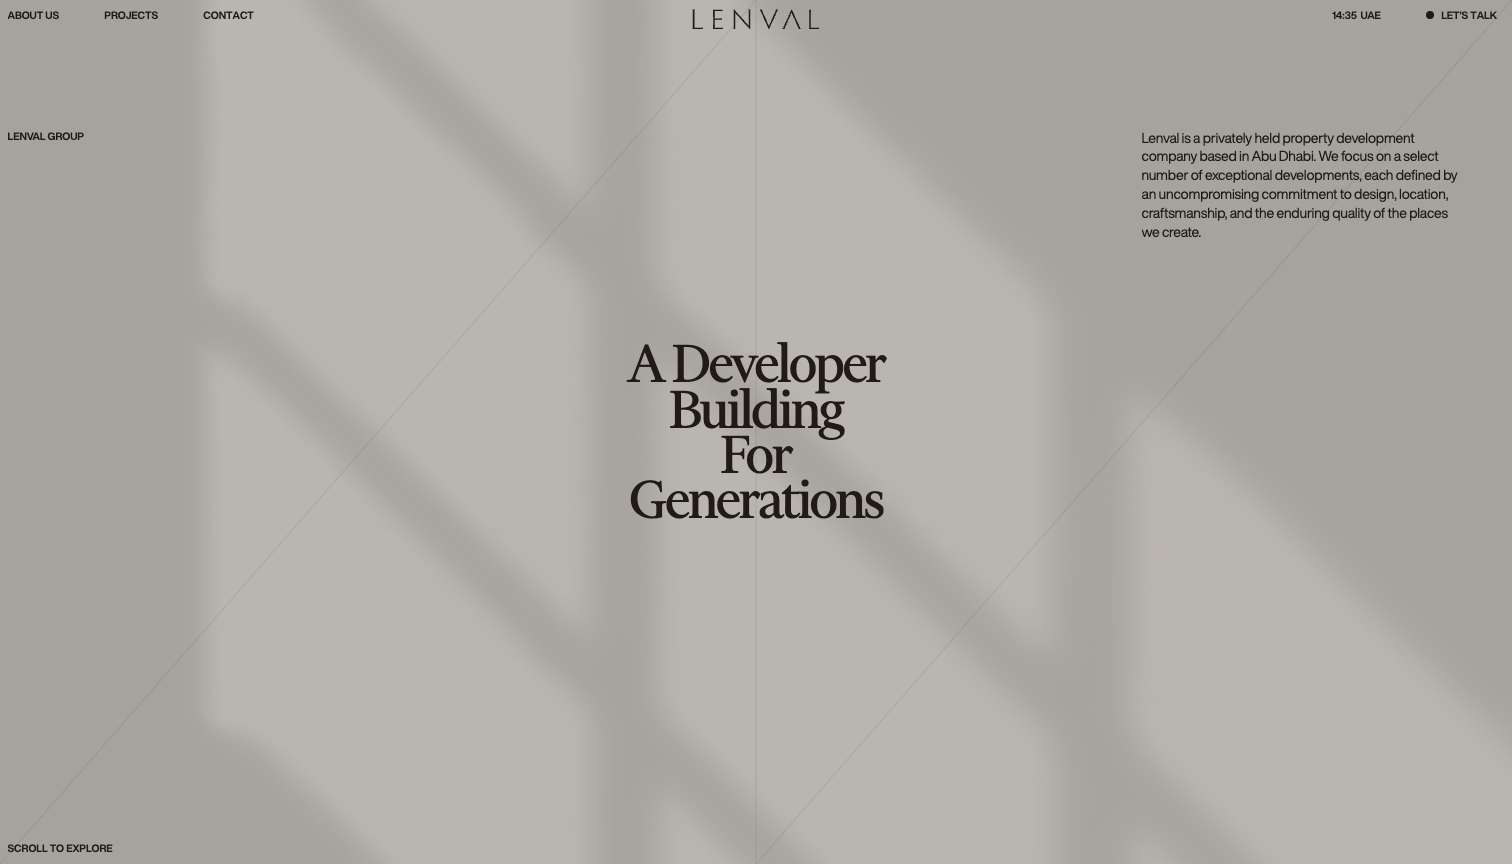 ABOUT US
PROJECTS
CONTACT
LENVAL
14:35 UAE
LET'S TALK
LENVAL GROUP
Lenval is a privately held property development
company based in Abu Dhabi. We focus on a select
number of exceptional developments, each defined by
an uncompromising commitment to design, location,
craftsmanship, and the enduring quality of the places
we create.
A Developer
Building
For
Generations
SCROLL TO EXPLORE